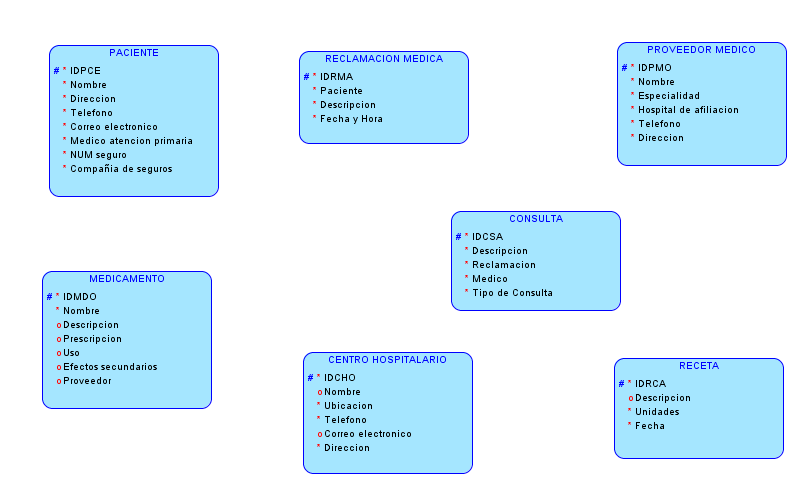 PACIENTE
# * IDPCE
* Nombre
* Direccion
* Telefono
* Correo electronico
* Medico atencion primaria
* NUM seguro
* Compañia de seguros
RECLAMACION MEDICA
# * IDRMA
* Paciente
* Descripcion
* Fecha y Hora
PROVEEDOR MEDICO
# * IDPMO
* Nombre
* Especialidad
* Hospital de afiliacion
* Telefono
* Direccion
CONSULTA
# * IDCSA
* Descripcion
* Reclamacion
* Medico
* Tipo de Consulta
MEDICAMENTO
# * IDMDO
* Nombre
o Descripcion
o Prescripcion
o Uso
o Efectos secundarios
o Proveedor
CENTRO HOSPITALARIO
# * IDCHO
o Nombre
* Ubicacion
* Telefono
o Correo electronico
* Direccion
RECETA
# * IDRCA
o Descripcion
* Unidades
* Fecha